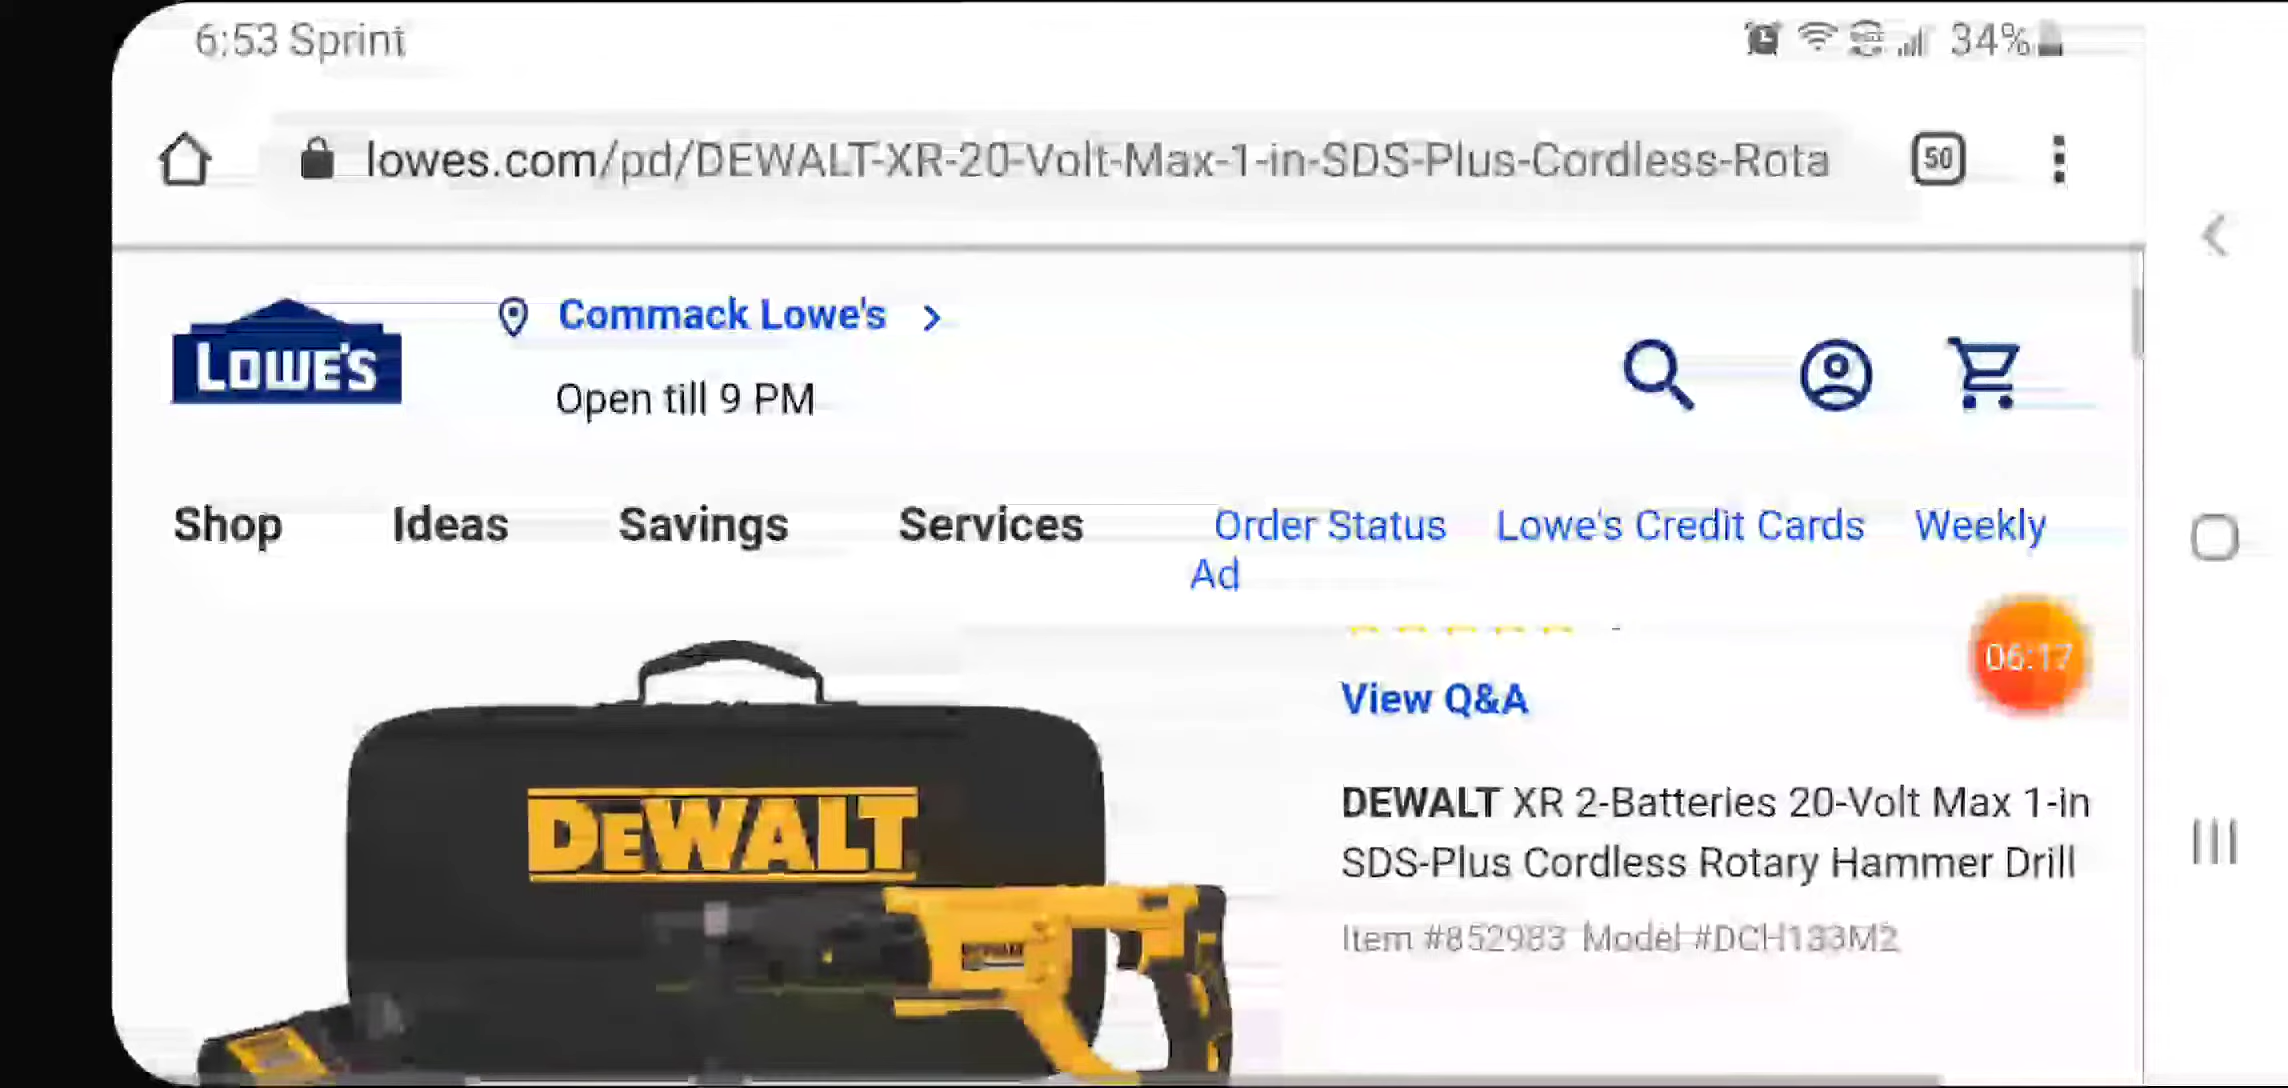 6:53 Sprint
34%
lowes.com/pd/DEWALT-XR-20-Volt-Max-1-in-SDS-Plus-Cordless-Rota
50
LOWE'S
Commack Lowe's
Open till 9 PM
Shop Ideas Savings Services Order Status Lowe's Credit Cards Weekly
Ad
06:17
View Q&A
DEWALT
DEWALT XR 2-Batteries 20-Volt Max 1-in
SDS-Plus Cordless Rotary Hammer Drill
Item #852983 Model #DCH133M2
DEWALT